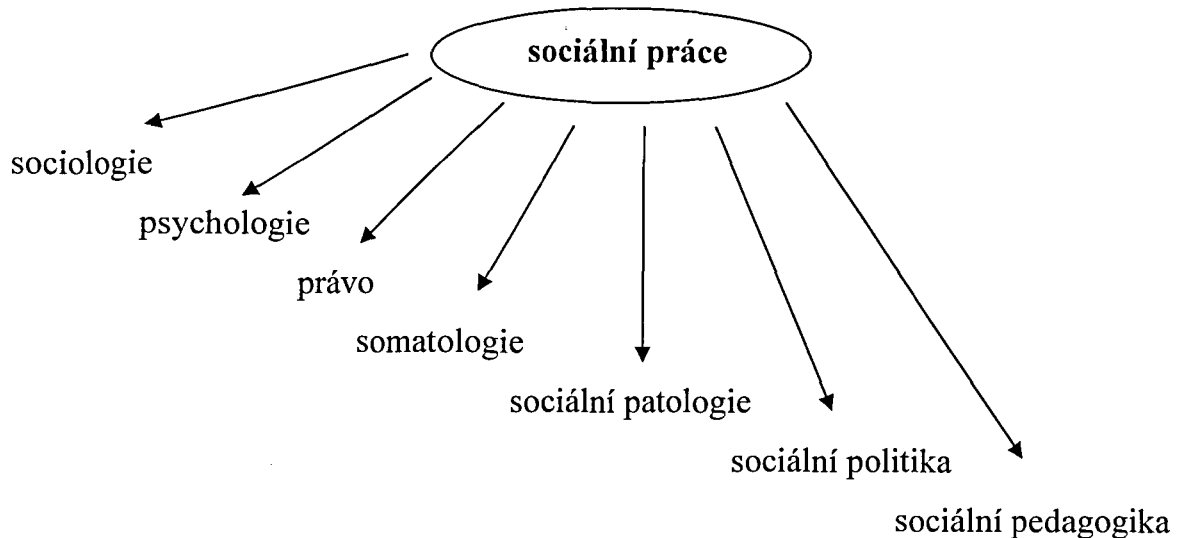 sociální práce
sociologie
psychologie
právo
somatologie
sociální patologie
sociální politika
sociální pedagogika